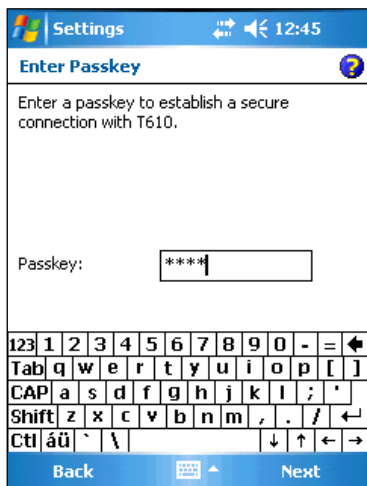 Settings 12:45
Enter Passkey ?
Enter a passkey to establish a secure
connection with T610.
Passkey: ****
123 1 2 3 4 5 6 7 8 9 0 - =
Tab q w e r t y u i o p [ ]
CAP a s d f g h j k l ; '
Shift z x c v b n m , . /
Ctl áü ` \ ↓ ↑ ← →
Back Next